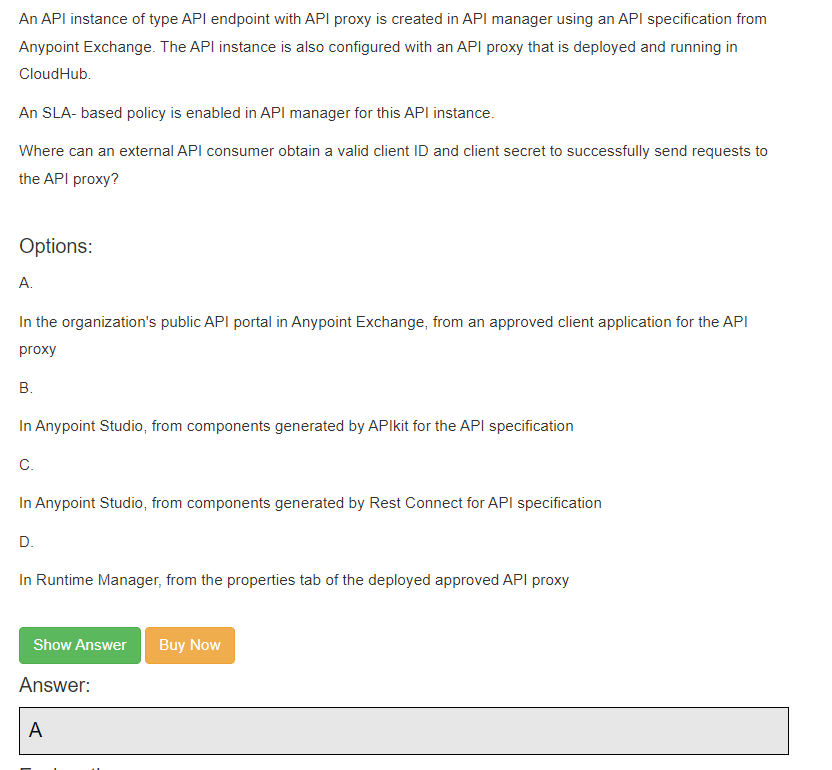 An API instance of type API endpoint with API proxy is created in API manager using an API specification from
Anypoint Exchange. The API instance is also configured with an API proxy that is deployed and running in
CloudHub.
An SLA- based policy is enabled in API manager for this API instance.
Where can an external API consumer obtain a valid client ID and client secret to successfully send requests to
the API proxy?
Options:
A.
In the organization's public API portal in Anypoint Exchange, from an approved client application for the API
proxy
B.
In Anypoint Studio, from components generated by APIkit for the API specification
C.
In Anypoint Studio, from components generated by Rest Connect for API specification
D.
In Runtime Manager, from the properties tab of the deployed approved API proxy
Show Answer Buy Now
Answer:
A